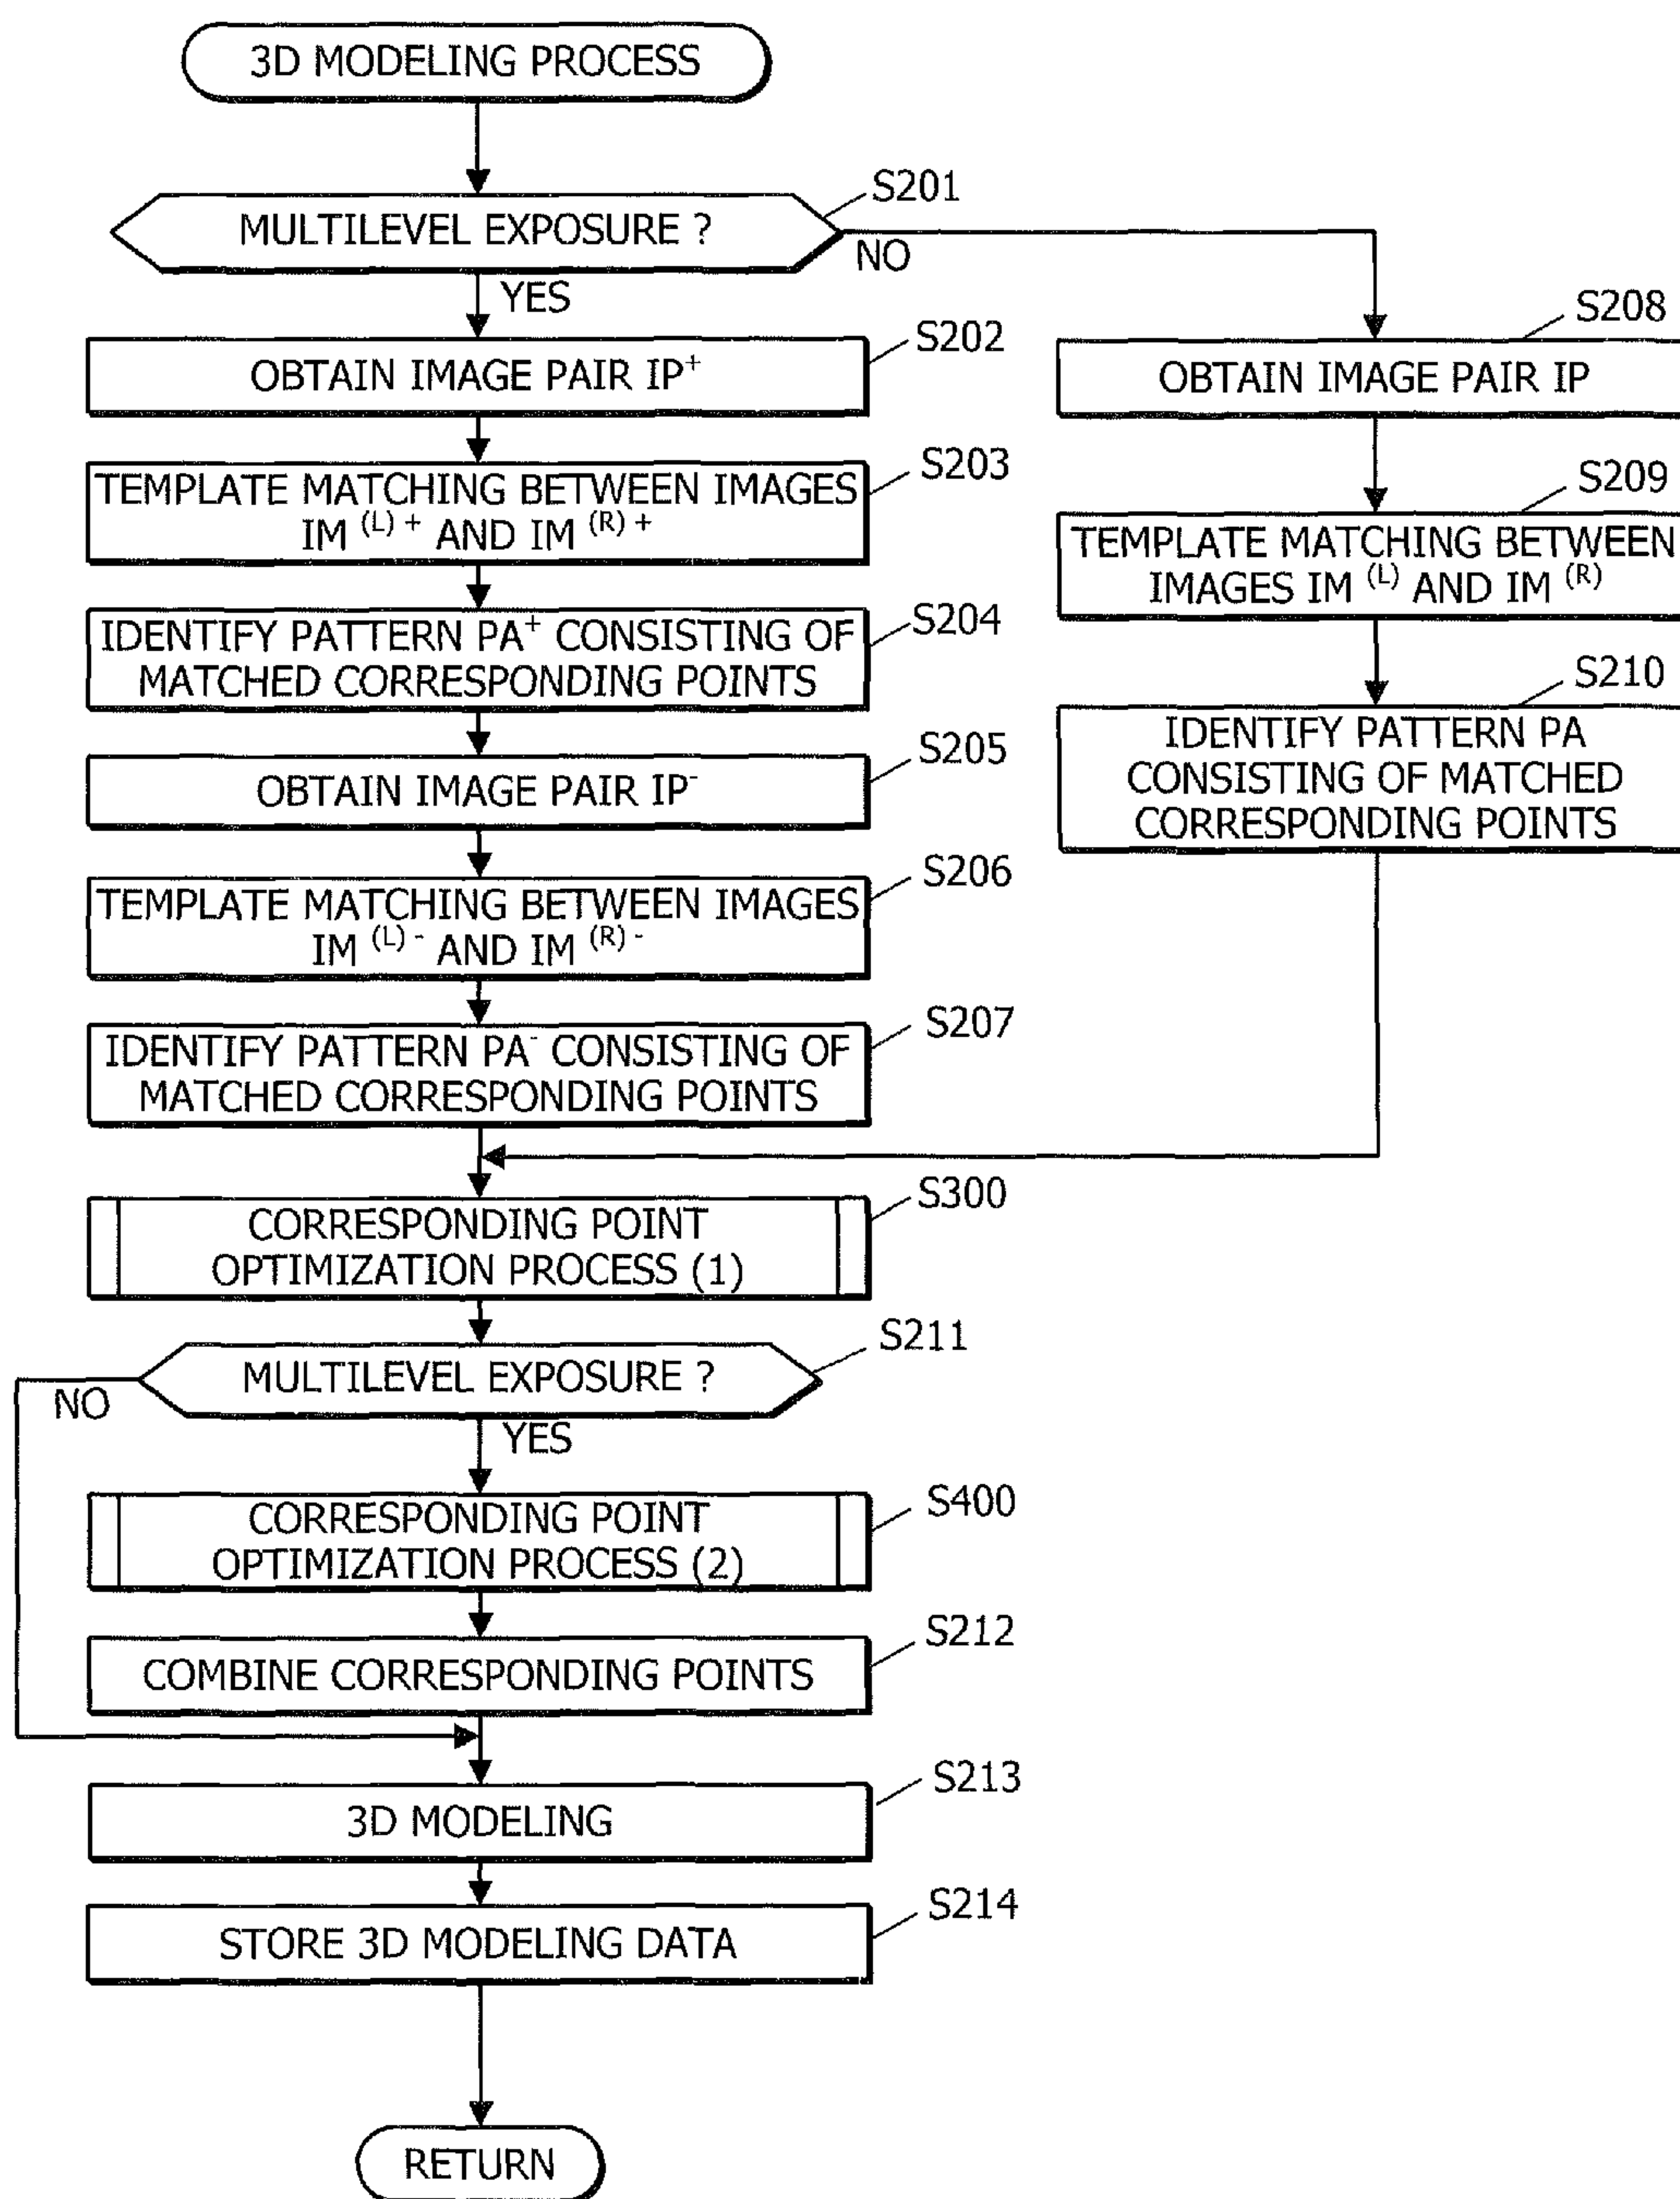 3D MODELING PROCESS
S201
MULTILEVEL EXPOSURE ?
NO
YES
S202
OBTAIN IMAGE PAIR IP⁺
S203
TEMPLATE MATCHING BETWEEN IMAGES
IM ⁽ᴸ⁾ ⁺ AND IM ⁽ᴿ⁾ ⁺
S204
IDENTIFY PATTERN PA⁺ CONSISTING OF
MATCHED CORRESPONDING POINTS
S205
OBTAIN IMAGE PAIR IP⁻
S206
TEMPLATE MATCHING BETWEEN IMAGES
IM ⁽ᴸ⁾ ⁻ AND IM ⁽ᴿ⁾ ⁻
S207
IDENTIFY PATTERN PA⁻ CONSISTING OF
MATCHED CORRESPONDING POINTS
S208
OBTAIN IMAGE PAIR IP
S209
TEMPLATE MATCHING BETWEEN
IMAGES IM ⁽ᴸ⁾ AND IM ⁽ᴿ⁾
S210
IDENTIFY PATTERN PA
CONSISTING OF MATCHED
CORRESPONDING POINTS
S300
CORRESPONDING POINT
OPTIMIZATION PROCESS (1)
S211
MULTILEVEL EXPOSURE ?
NO
YES
S400
CORRESPONDING POINT
OPTIMIZATION PROCESS (2)
S212
COMBINE CORRESPONDING POINTS
S213
3D MODELING
S214
STORE 3D MODELING DATA
RETURN